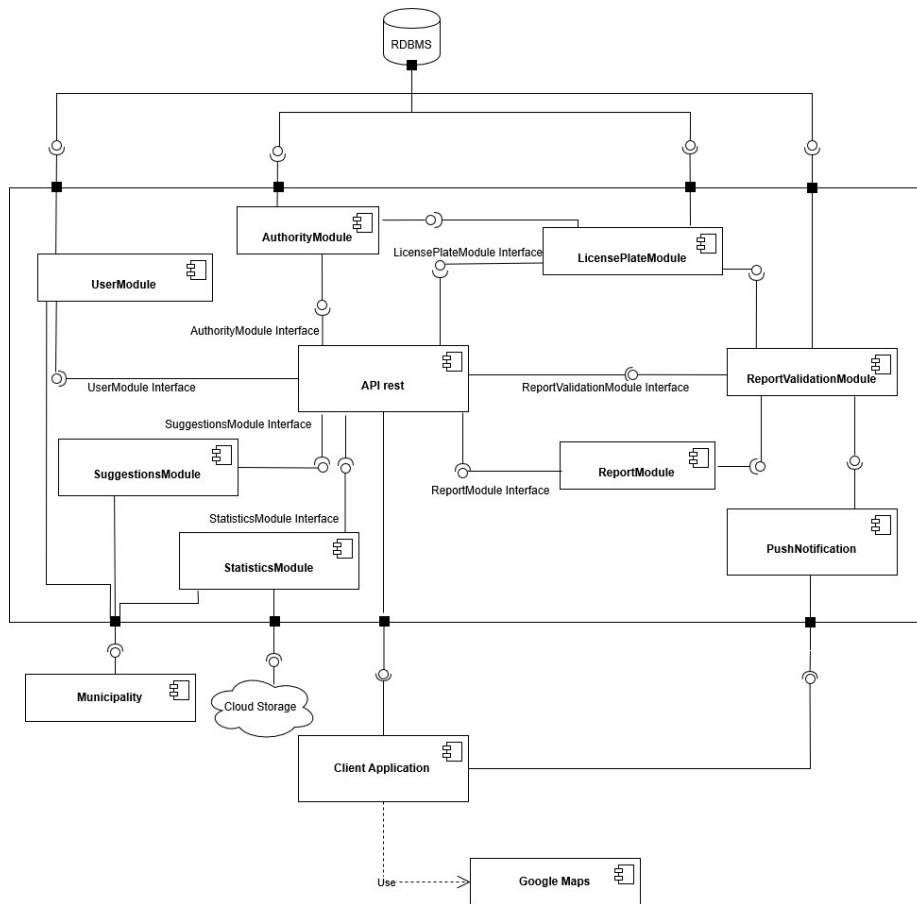 RDBMS
AuthorityModule
LicensePlateModule Interface
LicensePlateModule
UserModule
AuthorityModule Interface
API rest
UserModule Interface
ReportValidationModule Interface
ReportValidationModule
SuggestionsModule Interface
SuggestionsModule
ReportModule
ReportModule Interface
StatisticsModule Interface
PushNotification
StatisticsModule
Municipality
Cloud Storage
Client Application
Use
Google Maps